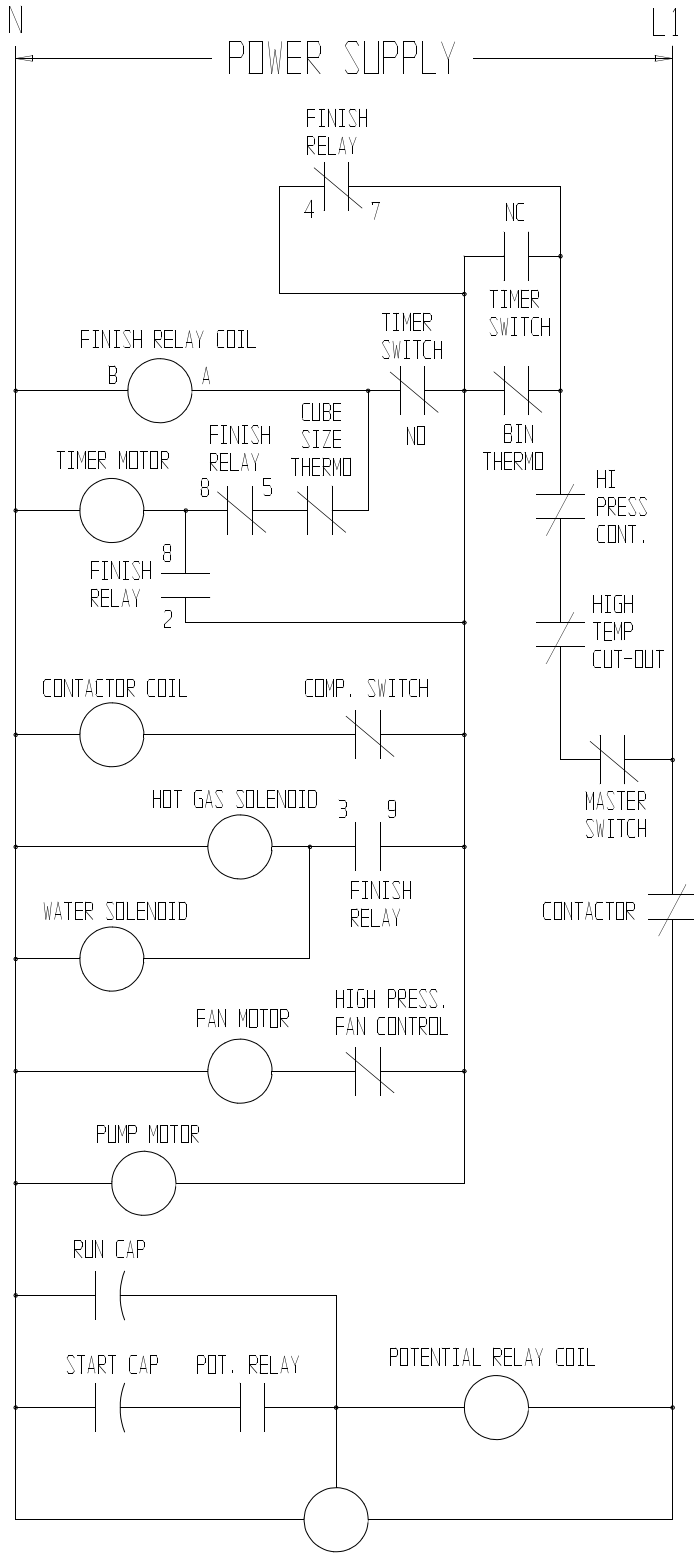 N
L1
POWER SUPPLY
FINISH
RELAY
4
7
NC
TIMER
SWITCH
TIMER
SWITCH
FINISH RELAY COIL
B
A
NO
BIN
THERMO
CUBE
SIZE
THERMO
FINISH
RELAY
8
5
TIMER MOTOR
HI
PRESS
CONT.
8
FINISH
RELAY
2
HIGH
TEMP
CUT-OUT
CONTACTOR COIL
COMP. SWITCH
MASTER
SWITCH
HOT GAS SOLENOID
3
9
FINISH
RELAY
WATER SOLENOID
CONTACTOR
FAN MOTOR
HIGH PRESS.
FAN CONTROL
PUMP MOTOR
RUN CAP
START CAP
POT. RELAY
POTENTIAL RELAY COIL